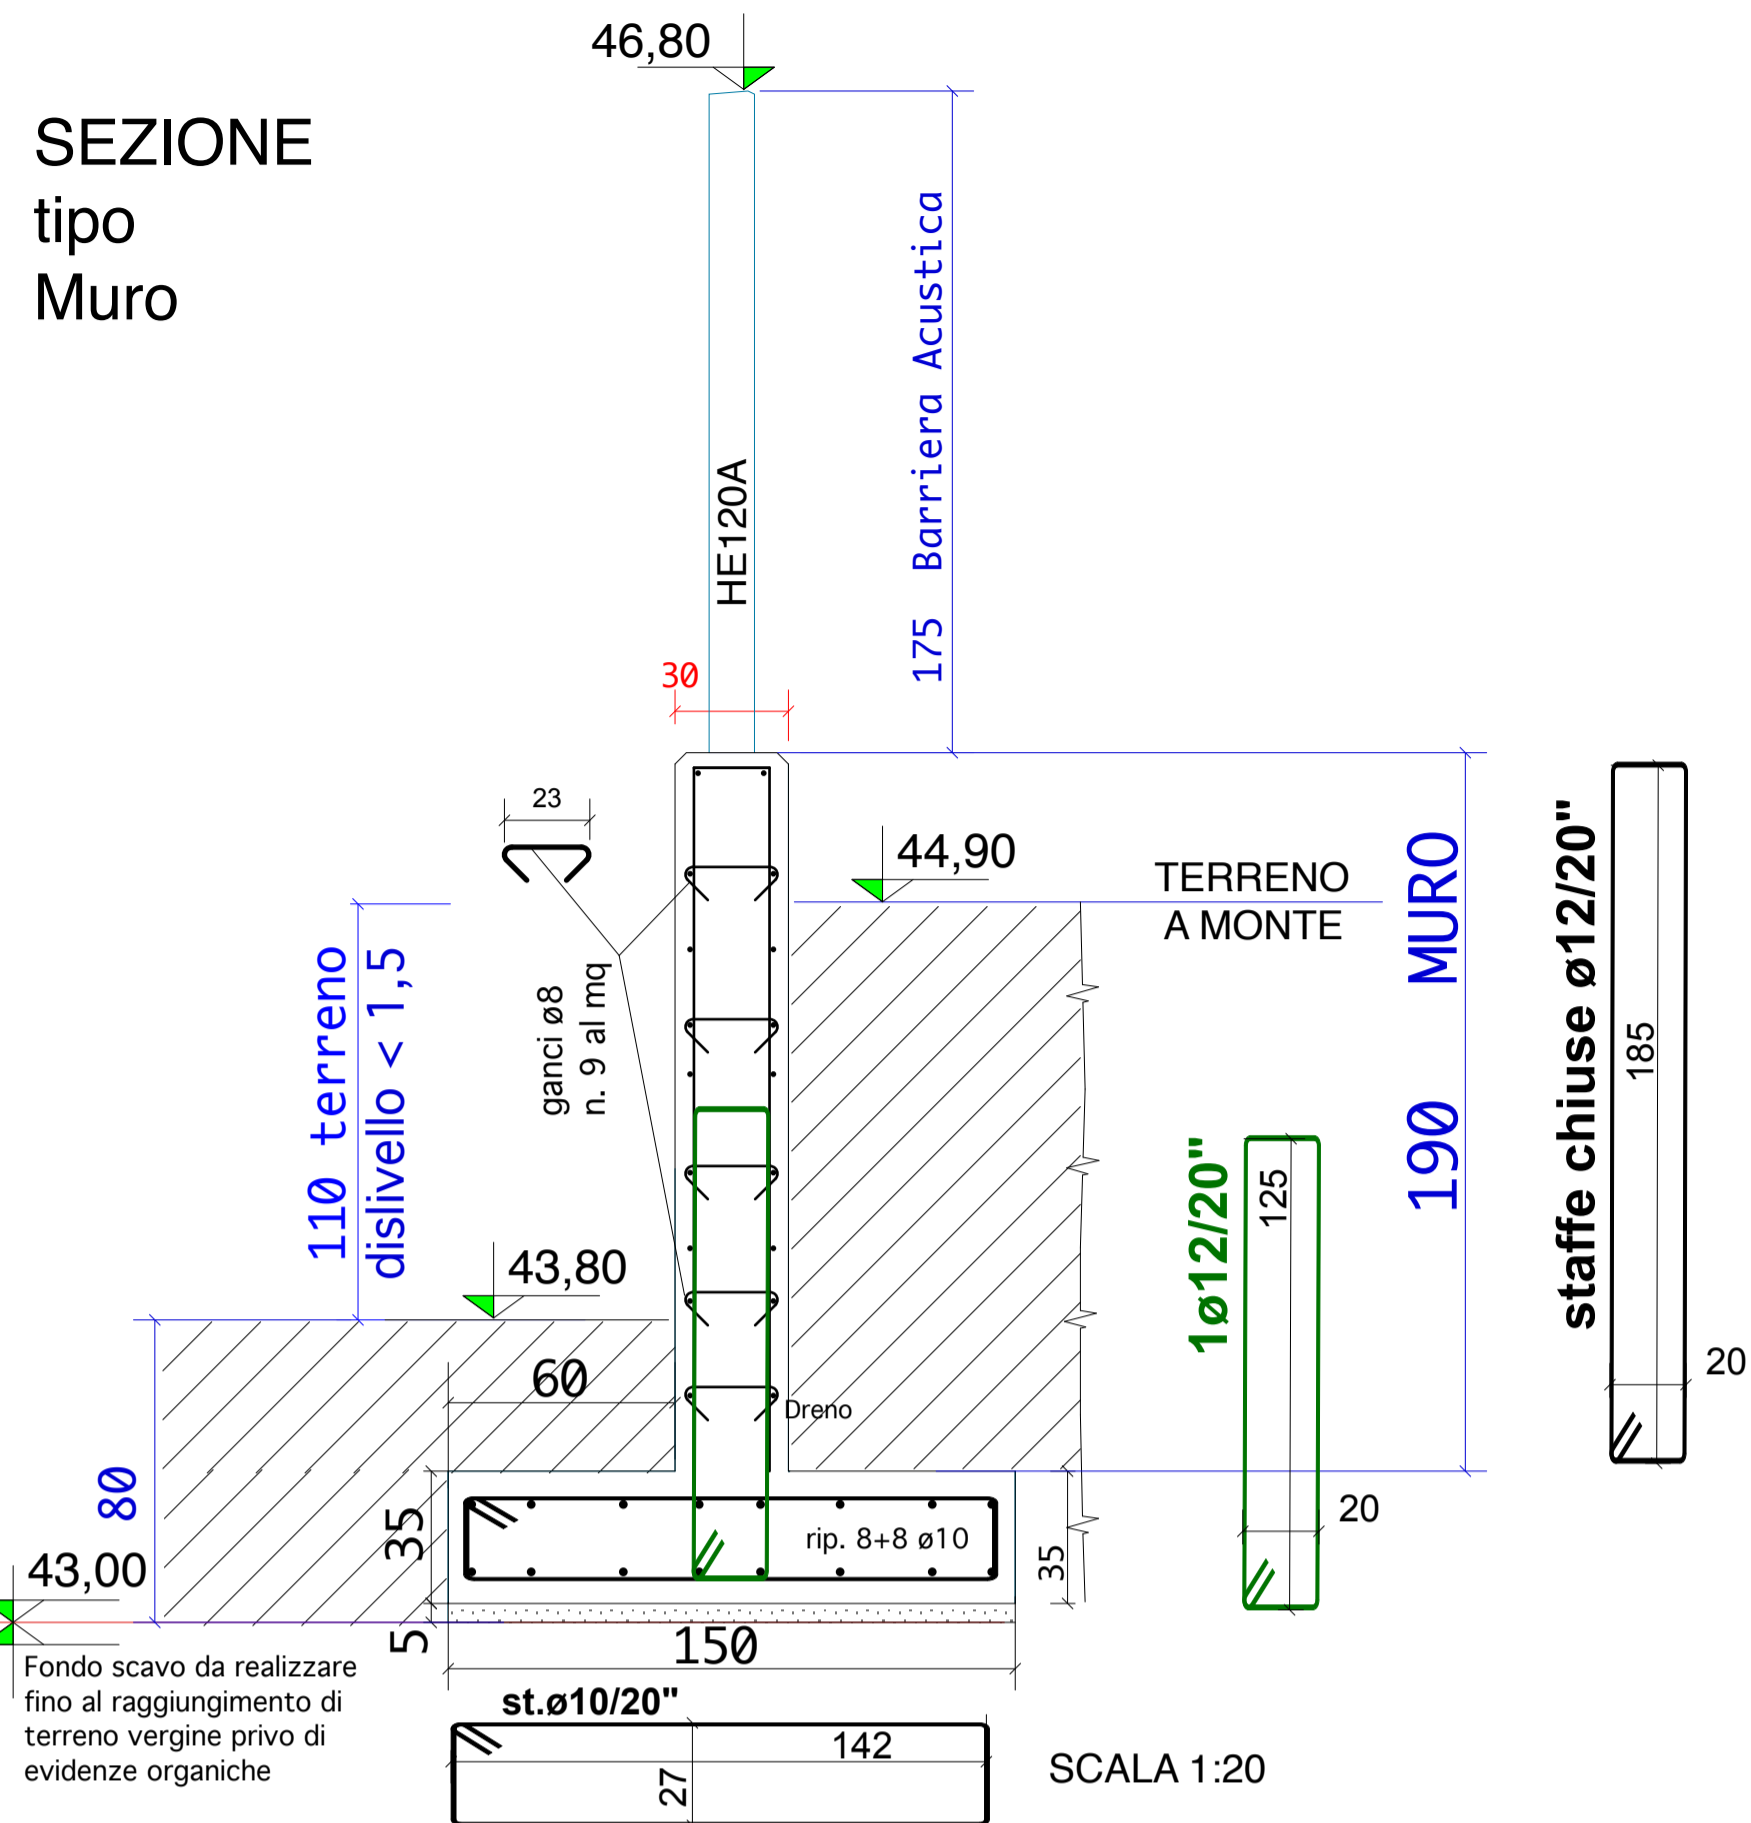 46,80
SEZIONE
tipo
Muro
175 Barriera Acustica
HE120A
30
23
44,90
TERRENO
A MONTE
190 MURO
staffe chiuse ø12/20"
185
20
110 terreno
dislivello < 1,5
ganci ø8
n. 9 al mq
1ø12/20"
125
20
43,80
60
Dreno
80
35
rip. 8+8 ø10
35
43,00
5
150
Fondo scavo da realizzare
fino al raggiungimento di
terreno vergine privo di
evidenze organiche
st.ø10/20"
142
27
SCALA 1:20